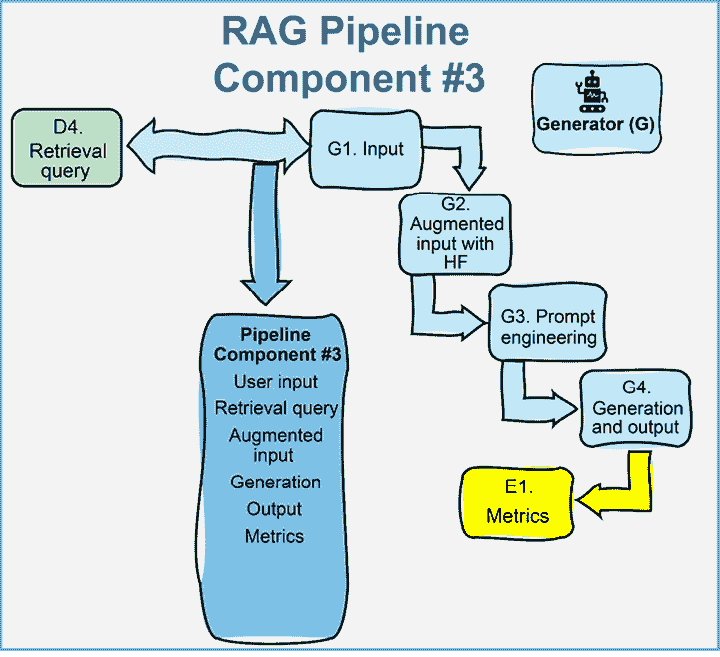 RAG Pipeline
Component #3
Generator (G)
D4.
Retrieval
query
G1. Input
G2.
Augmented
input with
HF
G3. Prompt
engineering
G4.
Generation
and output
E1.
Metrics
Pipeline
Component #3
User input
Retrieval query
Augmented
input
Generation
Output
Metrics